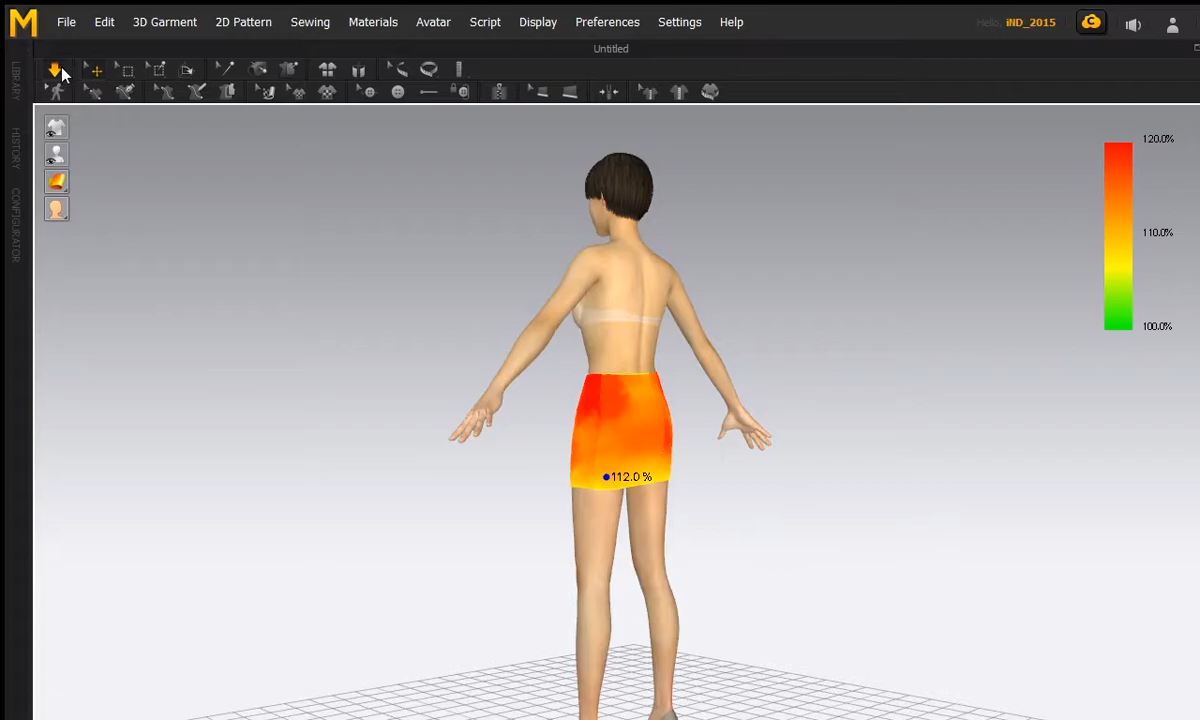 M File Edit 3D Garment 2D Pattern Sewing Materials Avatar Script Display Preferences Settings Help Hello, iND_2015
Untitled
LIBRARY
HISTORY
CONFIGURATOR
120.0%
110.0%
100.0%
112.0 %